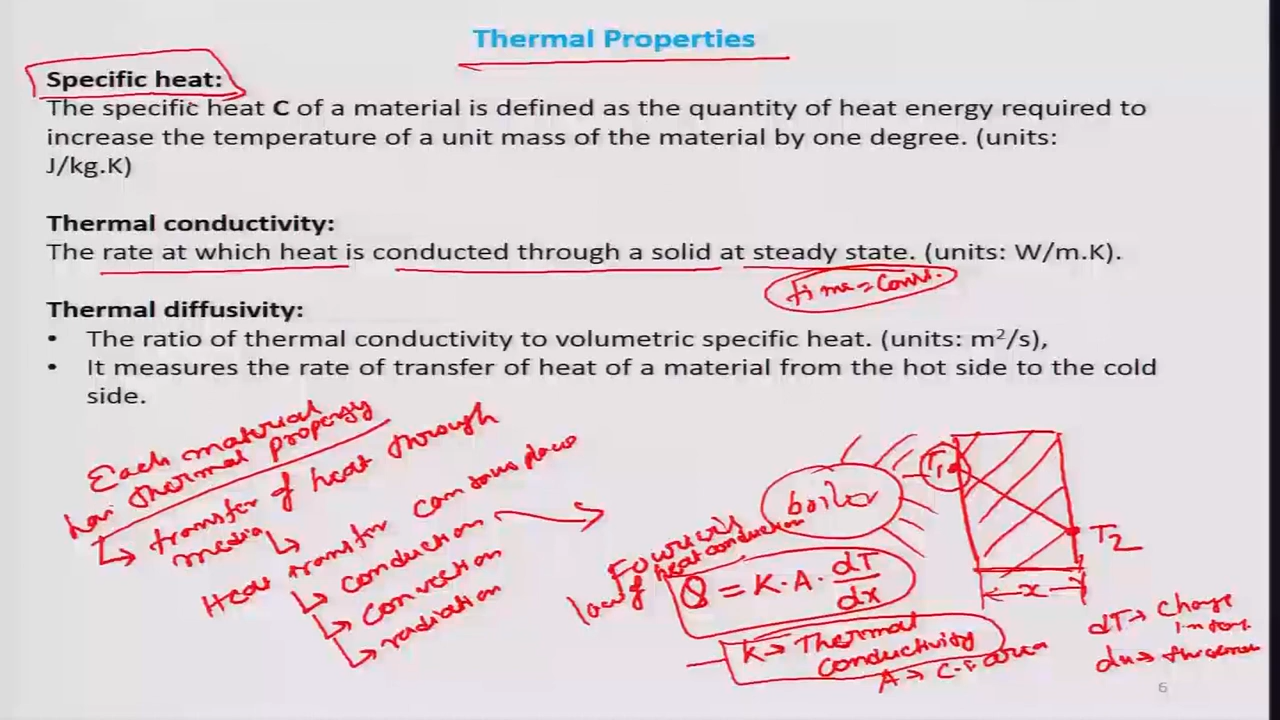 Thermal Properties
Specific heat:
The specific heat C of a material is defined as the quantity of heat energy required to
increase the temperature of a unit mass of the material by one degree. (units:
J/kg.K)
Thermal conductivity:
The rate at which heat is conducted through a solid at steady state. (units: W/m.K).
time = cons.
Thermal diffusivity:
• The ratio of thermal conductivity to volumetric specific heat. (units: m²/s),
• It measures the rate of transfer of heat of a material from the hot side to the cold
side.
Each material
has thermal property
↳ transfer of heat through
media ↳
Heat transfer can take place
↳ conduction
↳ convection
↳ radiation
boiler
T1
T2
x
Fourier's
law of heat conduction
Q = K·A· dT/dx
K → Thermal
Conductivity
A → C·S area
dT → Change
in tem.
dx → thickness
6